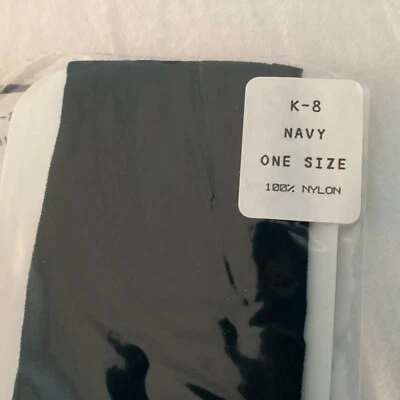 K-8
NAVY
ONE SIZE
100% NYLON